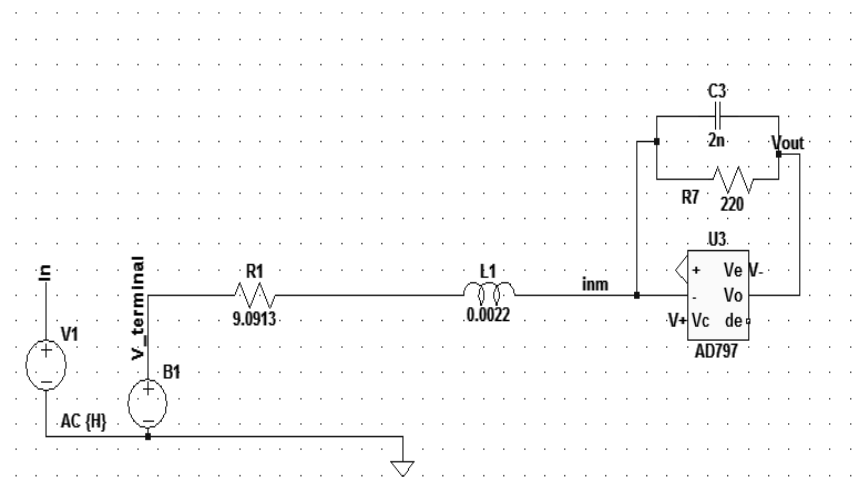 C3
2n
Vout
R7
220
U3
+ Ve V-
- Vo
V+ Vc de
AD797
In
V_terminal
R1
9.0913
L1
0.0022
inm
V1
B1
AC {H}